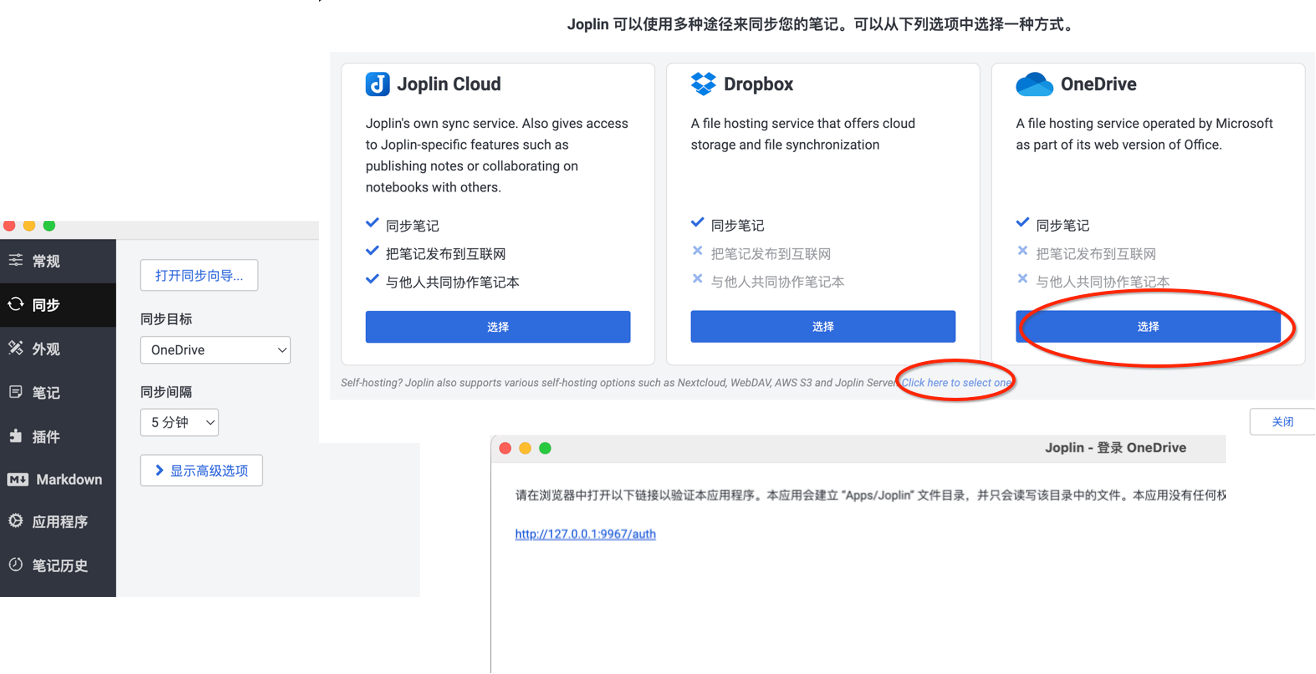 Joplin 可以使用多种途径来同步您的笔记。可以从下列选项中选择一种方式。
Joplin Cloud
Joplin's own sync service. Also gives access
to Joplin-specific features such as
publishing notes or collaborating on
notebooks with others.
同步笔记
把笔记发布到互联网
与他人共同协作笔记本
选择
Dropbox
A file hosting service that offers cloud
storage and file synchronization
同步笔记
把笔记发布到互联网
与他人共同协作笔记本
选择
OneDrive
A file hosting service operated by Microsoft
as part of its web version of Office.
同步笔记
把笔记发布到互联网
与他人共同协作笔记本
选择
Self-hosting? Joplin also supports various self-hosting options such as Nextcloud, WebDAV, AWS S3 and Joplin Server. Click here to select one
关闭
常规
同步
外观
笔记
插件
Markdown
应用程序
笔记历史
打开同步向导...
同步目标
OneDrive
同步间隔
5 分钟
显示高级选项
Joplin - 登录 OneDrive
请在浏览器中打开以下链接以验证本应用程序。本应用会建立 “Apps/Joplin” 文件目录，并只会读写该目录中的文件。本应用没有任何权
http://127.0.0.1:9967/auth